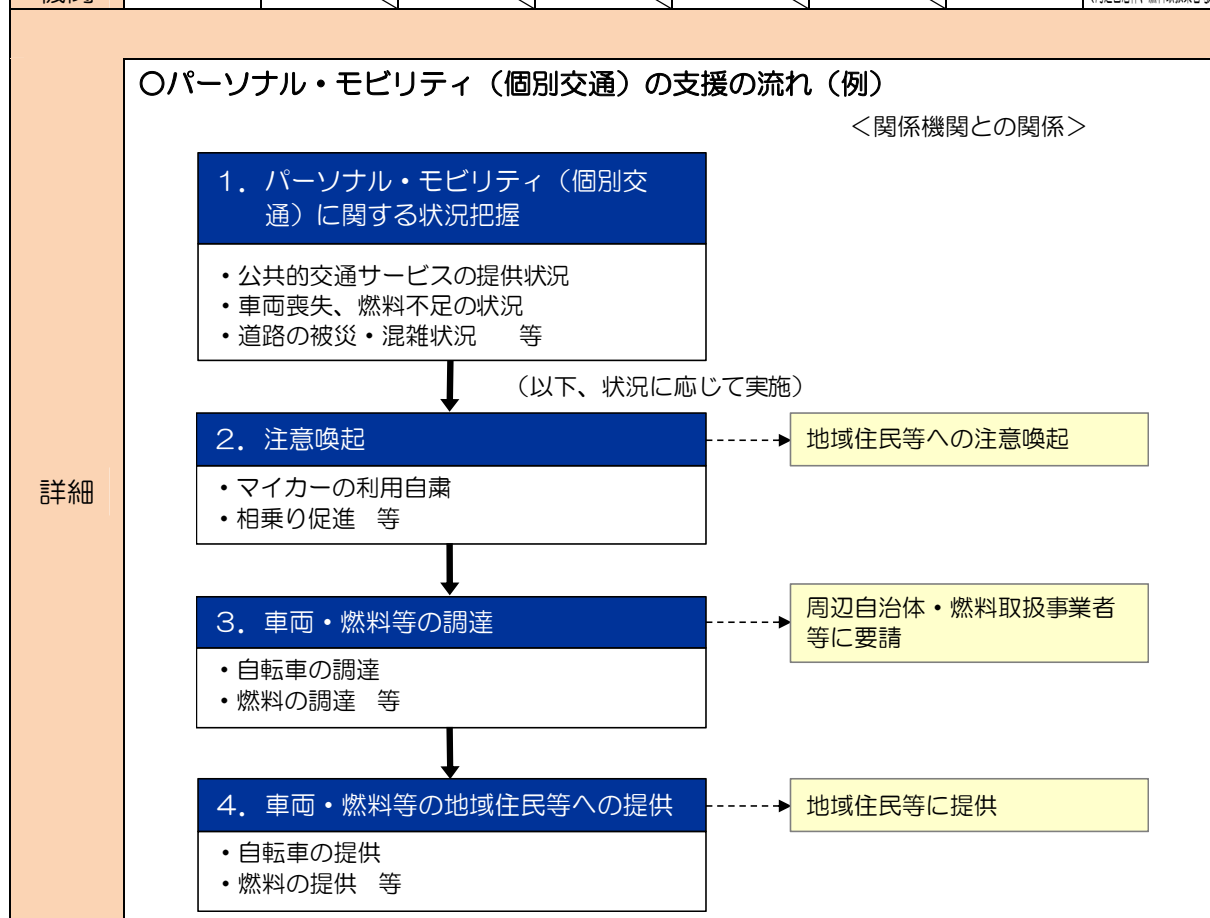 〇パーソナル・モビリティ（個別交通）の支援の流れ（例）
＜関係機関との関係＞
１．パーソナル・モビリティ（個別交
通）に関する状況把握
・公共的交通サービスの提供状況
・車両喪失、燃料不足の状況
・道路の被災・混雑状況　等
（以下、状況に応じて実施）
２．注意喚起
地域住民等への注意喚起
・マイカーの利用自粛
・相乗り促進　等
詳細
３．車両・燃料等の調達
周辺自治体・燃料取扱事業者
等に要請
・自転車の調達
・燃料の調達　等
４．車両・燃料等の地域住民等への提供
地域住民等に提供
・自転車の提供
・燃料の提供　等